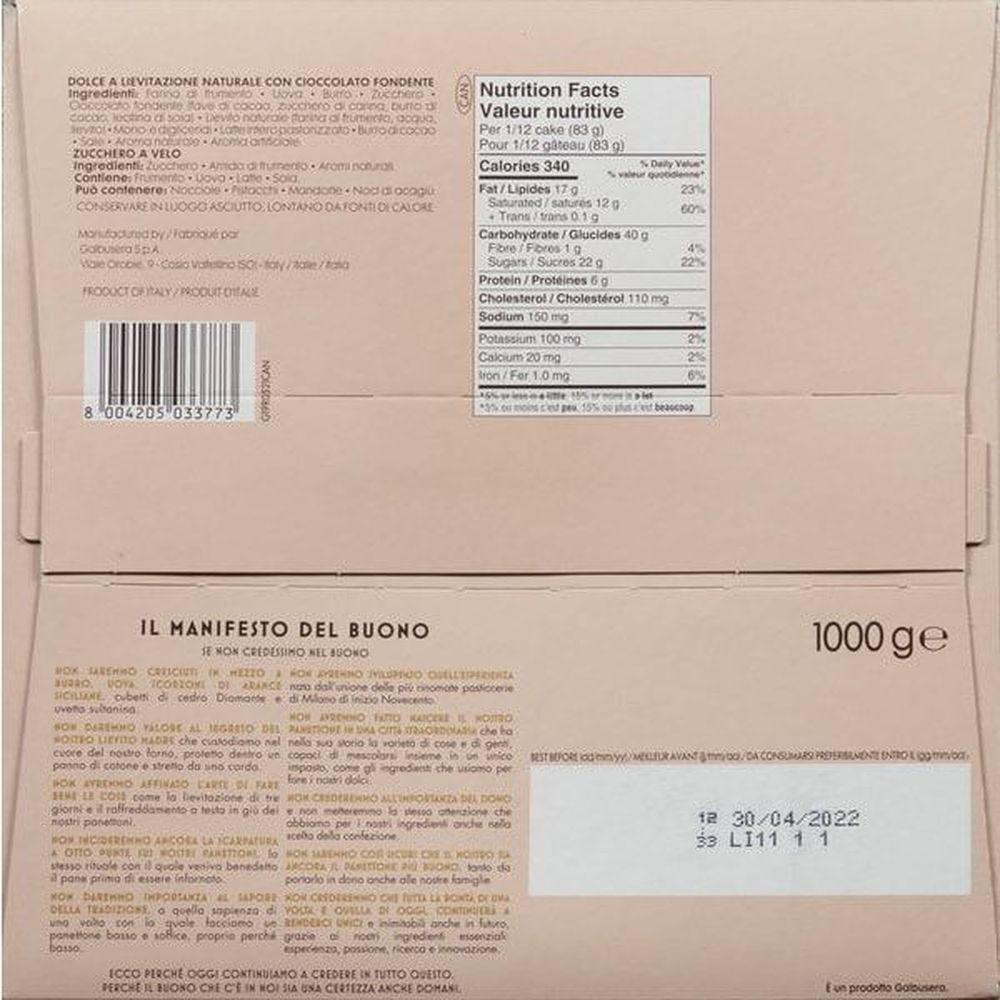 DOLCE A LIEVITAZIONE NATURALE CON CIOCCOLATO FONDENTE
Ingredienti: Farina di frumento • Uova • Burro • Zucchero •
Cioccolato fondente (fave di cacao, zucchero di canna, burro di
cacao, lecitina di soia) • Lievito naturale (farina di frumento, acqua,
lievito) • Mono e digliceridi • Latte intero pastorizzato • Burro di cacao
• Sale • Aroma naturale • Aroma artificiale.
ZUCCHERO A VELO
Ingredienti: Zucchero • Amido di frumento • Aromi naturali.
Contiene: Frumento • Uova • Latte • Soia.
Può contenere: Nocciole • Pistacchi • Mandorle • Noci di acagiù.
CONSERVARE IN LUOGO ASCIUTTO, LONTANO DA FONTI DI CALORE.
Manufactured by / Fabriqué par
Galbusera S.p.A.
Viale Orobie, 9 - Cosio Valtellino (SO) - Italy / Italie / Italia
PRODUCT OF ITALY / PRODUIT D'ITALIE
8 004205 033773
CAN
Nutrition Facts
Valeur nutritive
Per 1/12 cake (83 g)
Pour 1/12 gâteau (83 g)
Calories 340
% Daily Value*
% valeur quotidienne*
Fat / Lipides 17 g 23%
Saturated / saturés 12 g
+ Trans / trans 0.1 g 60%
Carbohydrate / Glucides 40 g
Fibre / Fibres 1 g 4%
Sugars / Sucres 22 g 22%
Protein / Protéines 6 g
Cholesterol / Cholestérol 110 mg
Sodium 150 mg 7%
Potassium 100 mg 2%
Calcium 20 mg 2%
Iron / Fer 1.0 mg 6%
*5% or less is a little, 15% or more is a lot
*5% ou moins c'est peu, 15% ou plus c'est beaucoup
IL MANIFESTO DEL BUONO
SE NON CREDESSIMO NEL BUONO
NON SAREMMO CRESCIUTI IN MEZZO A
BURRO, UOVA, SCORZONI DI ARANCE
SICILIANE, cubetti di cedro Diamante e
uvetta sultanina.
NON DAREMMO VALORE AL SEGRETO DEL
NOSTRO LIEVITO MADRE che custodiamo nel
cuore del nostro forno, protetto dentro un
panno di cotone e stretto da una corda.
NON AVREMMO AFFINATO L'ARTE DI FARE
BENE LE COSE come la lievitazione di tre
giorni e il raffreddamento a testa in giù dei
nostri panettoni.
NON INCIDEREMMO ANCORA LA SCARPATURA
A OTTO PUNTE SUI NOSTRI PANETTONI, lo
stesso rituale con il quale veniva benedetto
il pane prima di essere infornato.
NON DAREMMO IMPORTANZA AL SAPORE
DELLA TRADIZIONE, a quella sapienza di
una volta con la quale facciamo un
panettone basso e soffice, proprio perché
basso.
NON AVREMMO SVILUPPATO QUELL'ESPERIENZA
nata dall'unione delle più rinomate pasticcerie
di Milano di inizio Novecento.
NON AVREMMO FATTO NASCERE IL NOSTRO
PANETTONE IN UNA CITTÀ STRAORDINARIA che ha
nella sua storia la varietà di cose e di genti,
capaci di mescolarsi insieme in un unico
impasto, come gli ingredienti che usiamo per
fare i nostri dolci.
NON CREDEREMMO ALL'IMPORTANZA DEL DONO
e non metteremmo la stessa attenzione che
abbiamo per i nostri ingredienti anche nella
scelta della confezione.
NON SAREMMO COSÌ SICURI CHE IL NOSTRO SIA
ANCORA IL PANETTONE PIÙ BUONO, tanto da
portarlo in dono anche alle nostre famiglie.
NON CREDEREMMO CHE TUTTA LA BONTÀ DI UNA
VOLTA E QUELLA DI OGGI, CONTINUERÀ A
RENDERCI UNICI e inimitabili anche in futuro,
grazie ai nostri ingredienti essenziali:
esperienza, passione, ricerca e innovazione.
ECCO PERCHÉ OGGI CONTINUIAMO A CREDERE IN TUTTO QUESTO.
PERCHÉ IL BUONO CHE C'È IN NOI SIA UNA CERTEZZA ANCHE DOMANI.
1000 g e
BEST BEFORE (dd/mm/yy) / MEILLEUR AVANT (jj/mm/aa) / DA CONSUMARSI PREFERIBILMENTE ENTRO IL (gg/mm/aa):
12:33 30/04/2022
LI11 1 1
È un prodotto Galbusera.